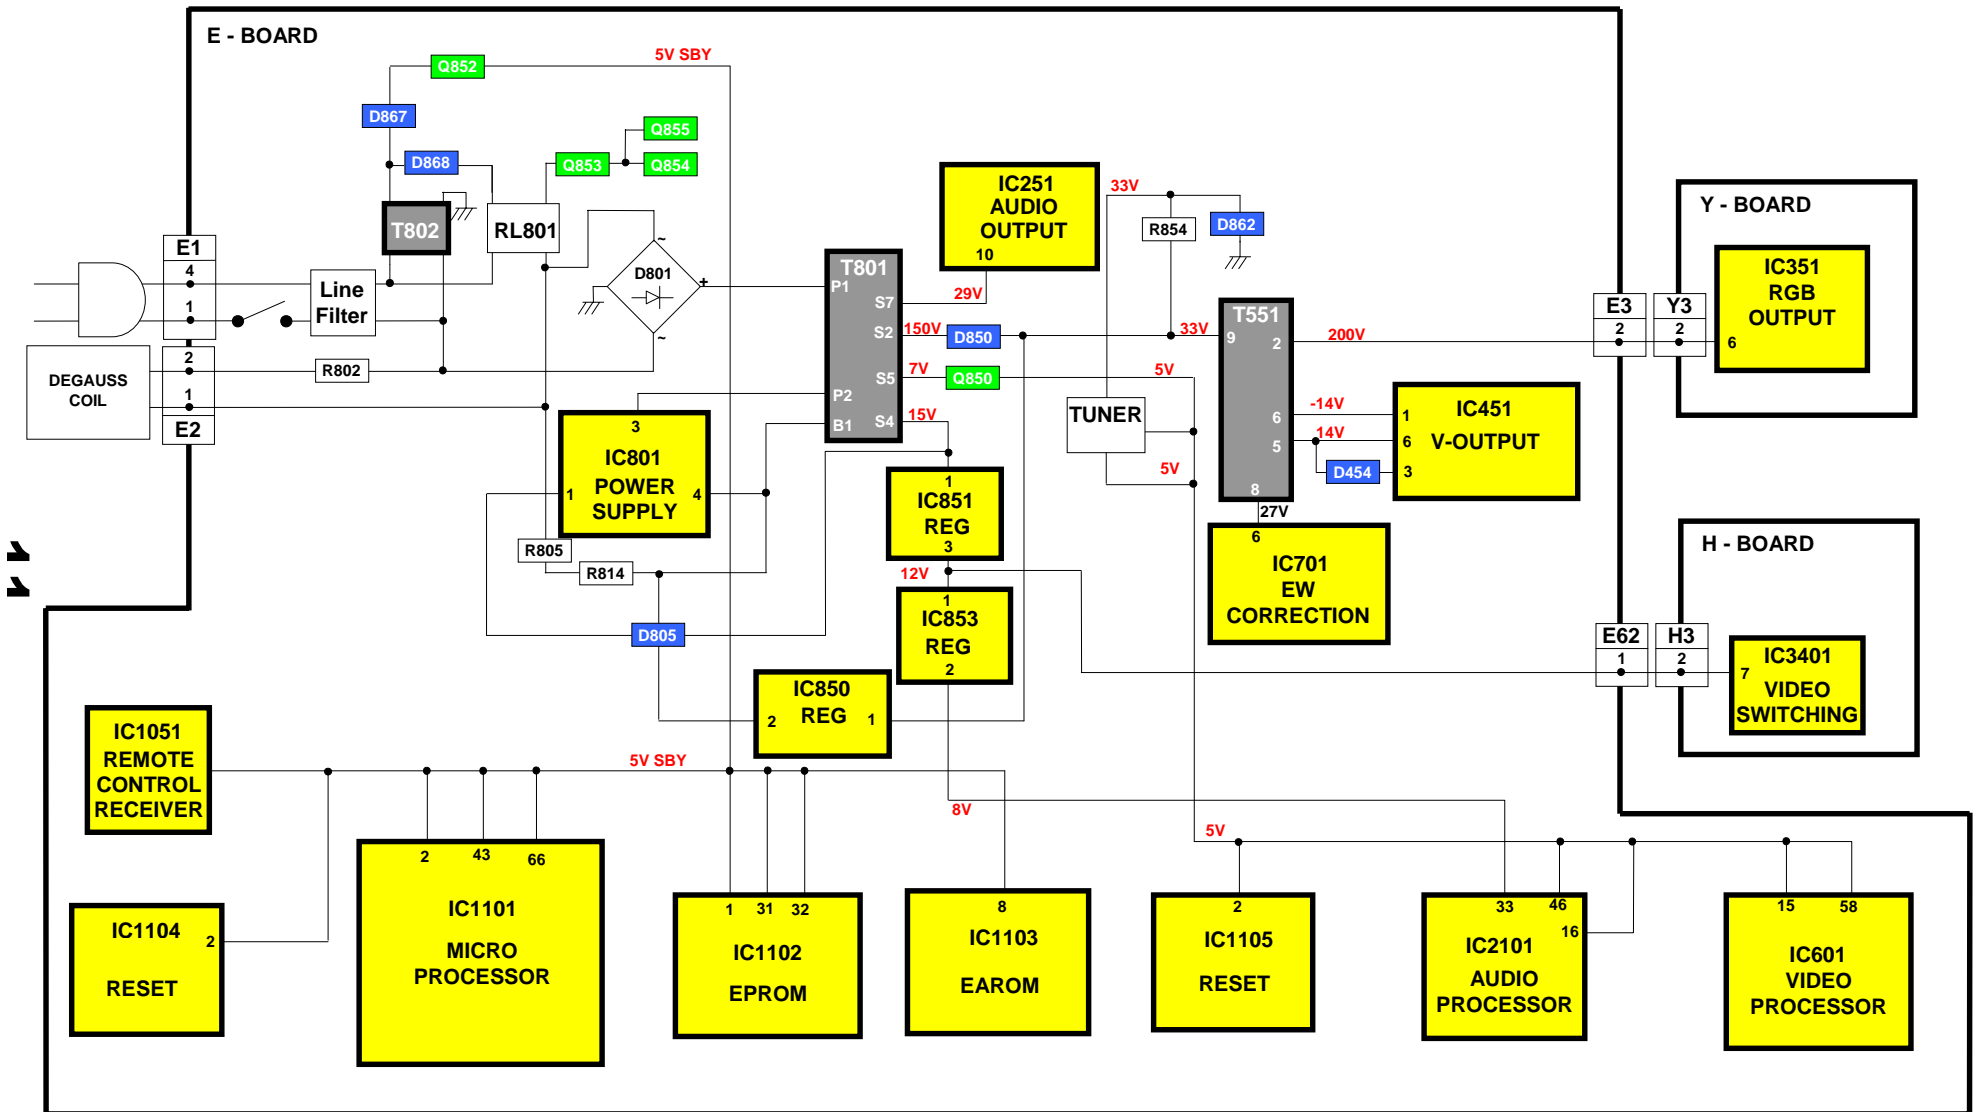 E - BOARD
5V SBY
Q852
D867
Q855
D868
Q853
Q854
T802
RL801
E1
4
1
Line
Filter
D801
~
~
+
2
1
E2
DEGAUSS
COIL
R802
T801
P1
S7
S2
S5
P2
S4
B1
IC251
AUDIO
OUTPUT
10
29V
150V
D850
7V
Q850
15V
33V
R854
D862
33V
5V
TUNER
5V
T551
9
2
6
5
8
200V
-14V
14V
D454
27V
IC451
V-OUTPUT
1
6
3
6
IC701
EW
CORRECTION
E3
2
Y3
2
Y - BOARD
IC351
RGB
OUTPUT
6
H - BOARD
E62
1
H3
2
IC3401
7
VIDEO
SWITCHING
3
IC801
POWER
SUPPLY
1
4
R805
R814
D805
1
IC851
REG
3
12V
1
IC853
REG
2
IC850
REG
2
1
8V
IC1051
REMOTE
CONTROL
RECEIVER
5V SBY
5V
IC1104
2
RESET
2
43
66
IC1101
MICRO
PROCESSOR
1
31
32
IC1102
EPROM
8
IC1103
EAROM
2
IC1105
RESET
33
46
16
IC2101
AUDIO
PROCESSOR
15
58
IC601
VIDEO
PROCESSOR